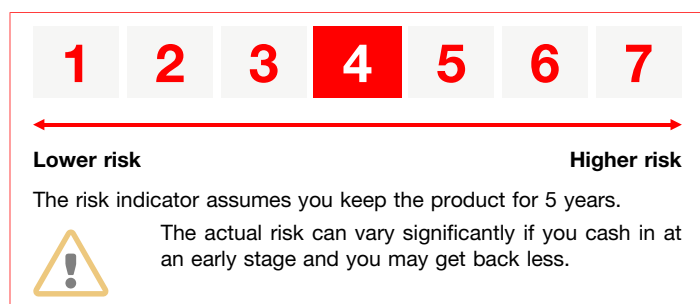 1 2 3 4 5 6 7
Lower risk Higher risk
The risk indicator assumes you keep the product for 5 years.
The actual risk can vary significantly if you cash in at
an early stage and you may get back less.